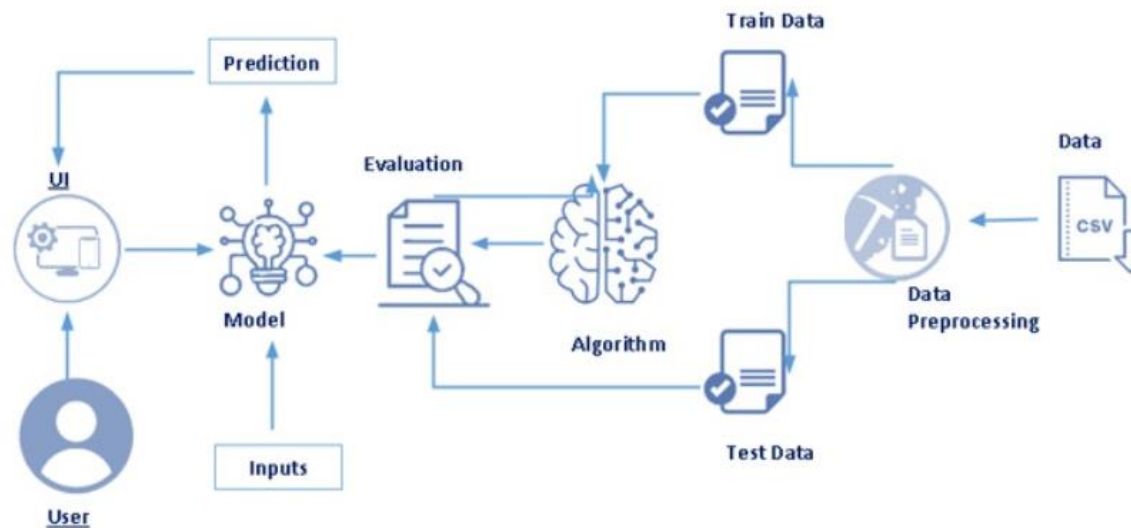 Train Data
Prediction
Data
Evaluation
UI
CSV
Model
Data
Preprocessing
Algorithm
Inputs
Test Data
User